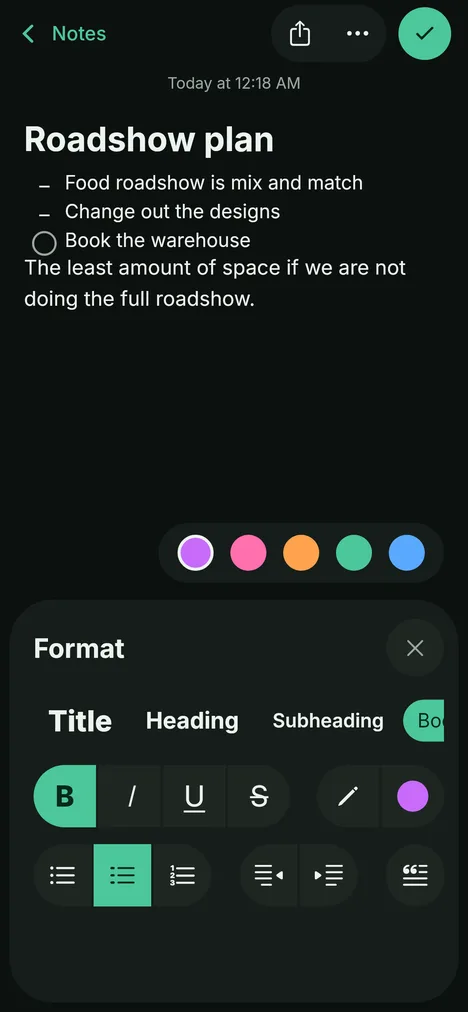 Notes
Today at 12:18 AM
Roadshow plan
– Food roadshow is mix and match
– Change out the designs
Book the warehouse
The least amount of space if we are not
doing the full roadshow.
Format
Title Heading Subheading Bo
B I U S